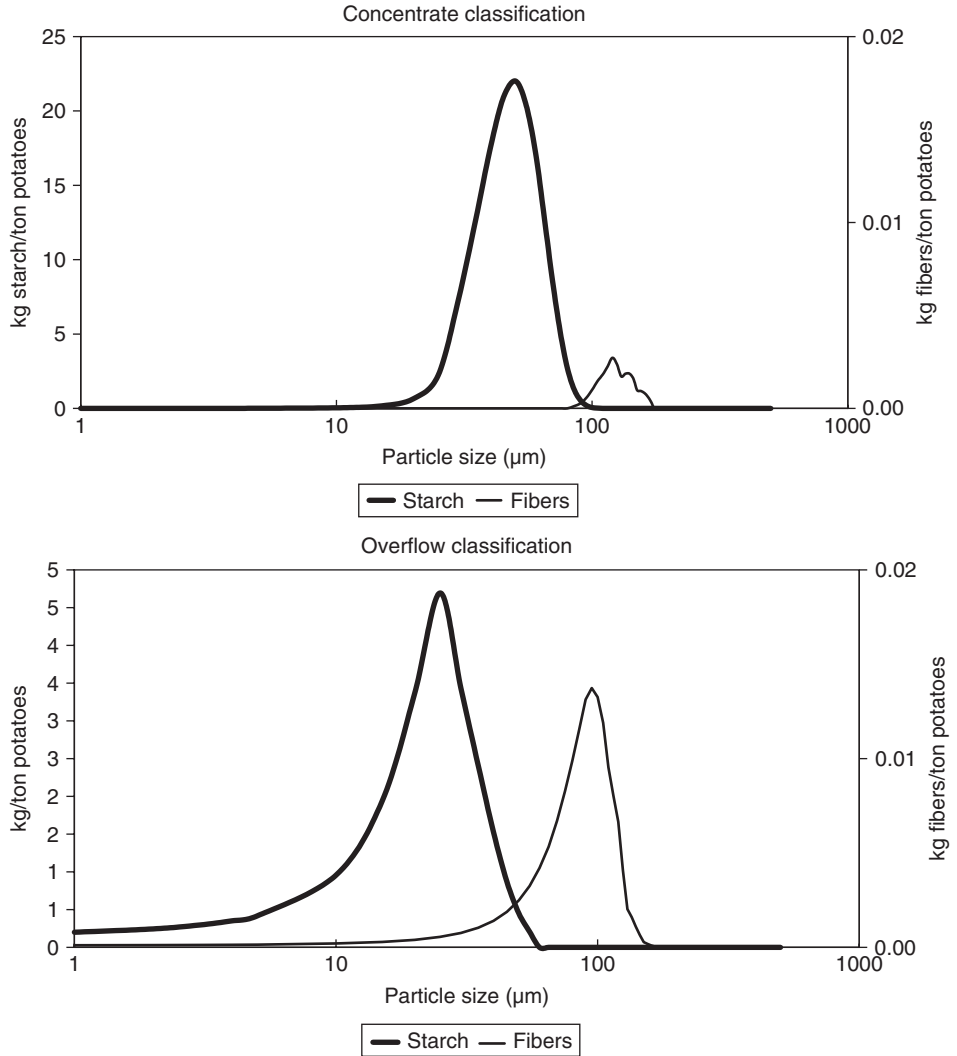 Concentrate classification
25
20
15
10
5
0
kg starch/ton potatoes
0.02
0.01
0.00
kg fibers/ton potatoes
1
10
100
1000
Particle size (µm)
Starch
Fibers
Overflow classification
5
5
4
4
3
3
2
2
1
1
0
kg/ton potatoes
0.02
0.01
0.00
kg fibers/ton potatoes
1
10
100
1000
Particle size (µm)
Starch
Fibers